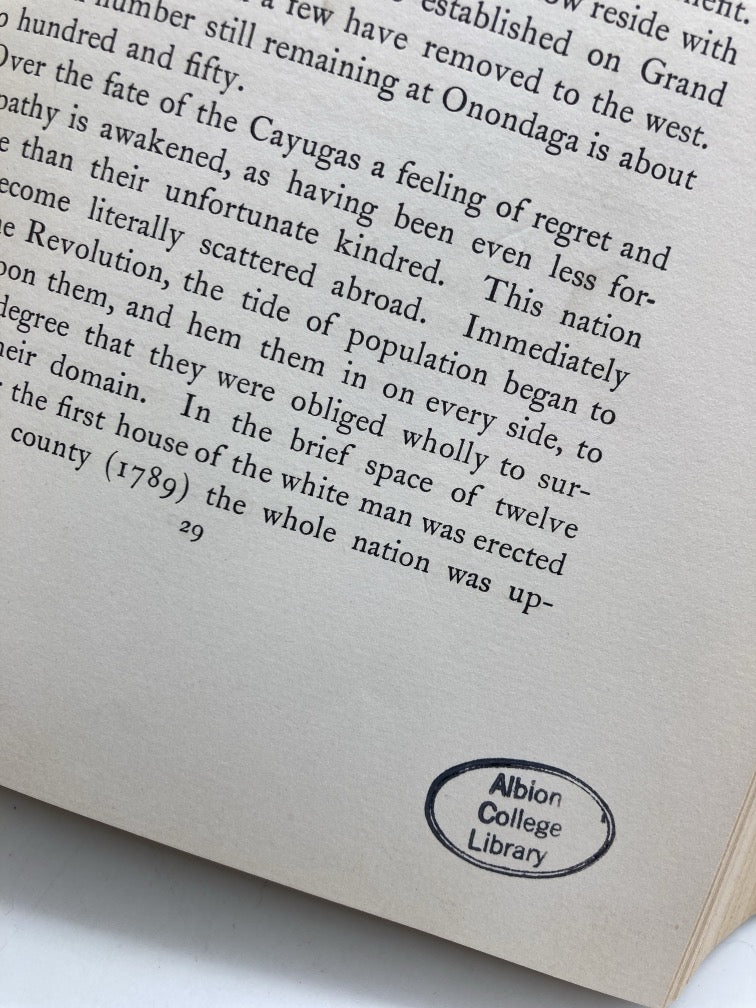 reside with
established on Grand
a few have removed to the west.
number still remaining at Onondaga is about
hundred and fifty.
Over the fate of the Cayugas a feeling of regret and
pathy is awakened, as having been even less for-
than their unfortunate kindred. This nation
ecome literally scattered abroad. Immediately
e Revolution, the tide of population began to
pon them, and hem them in on every side, to
degree that they were obliged wholly to sur-
heir domain. In the brief space of twelve
the first house of the white man was erected
county (1789) the whole nation was up-
29
Albion
College
Library